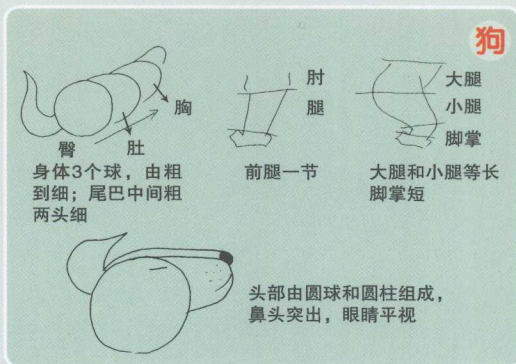 狗
胸
臀
肚
身体3个球，由粗
到细；尾巴中间粗
两头细
肘
腿
前腿一节
大腿
小腿
脚掌
大腿和小腿等长
脚掌短
头部由圆球和圆柱组成，
鼻头突出，眼睛平视